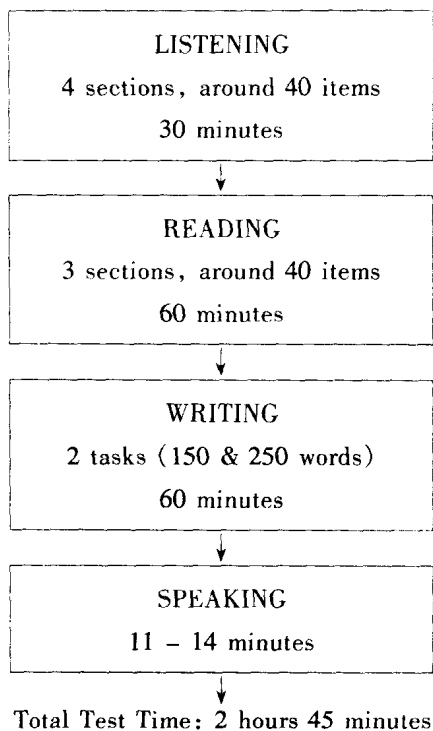 LISTENING
4 sections, around 40 items
30 minutes
READING
3 sections, around 40 items
60 minutes
WRITING
2 tasks (150 & 250 words)
60 minutes
SPEAKING
11 – 14 minutes
Total Test Time: 2 hours 45 minutes